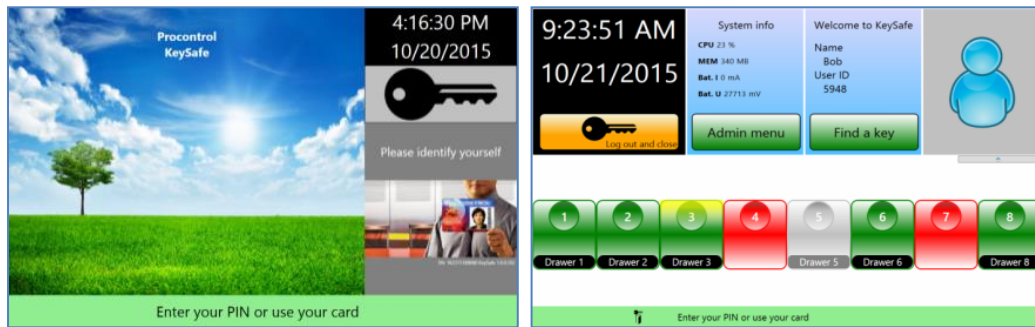 Procontrol
KeySafe
4:16:30 PM
10/20/2015
Please identify yourself
Enter your PIN or use your card
9:23:51 AM
10/21/2015
Log out and close
System info
CPU 23 %
MEM 340 MB
Bat. I 0 mA
Bat. U 27713 mV
Admin menu
Welcome to KeySafe
Name
Bob
User ID
5948
Find a key
1 2 3 4 5 6 7 8
Drawer 1 Drawer 2 Drawer 3 Drawer 5 Drawer 6 Drawer 8
Enter your PIN or use your card